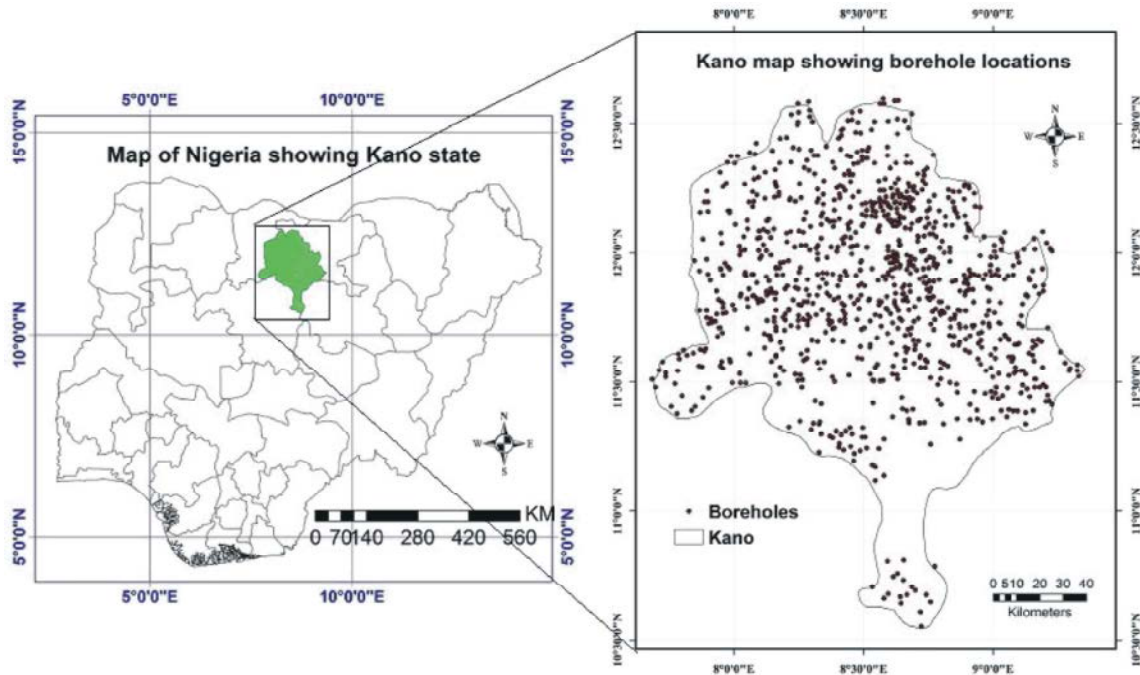 5°0'0"E 10°0'0"E
15°0'0"N 15°0'0"N
Map of Nigeria showing Kano state
10°0'0"N 10°0'0"N
N
W E
S
KM
0 70140 280 420 560
5°0'0"N 5°0'0"N
5°0'0"E 10°0'0"E
8°0'0"E 8°30'0"E 9°0'0"E
Kano map showing borehole locations
12°30'0"N 12°30'0"N
N
W E
S
12°0'0"N 12°0'0"N
11°30'0"N 11°30'0"N
11°0'0"N 11°0'0"N
Boreholes
Kano
0 510 20 30 40
Kilometers
10°30'0"N 10°30'0"N
8°0'0"E 8°30'0"E 9°0'0"E